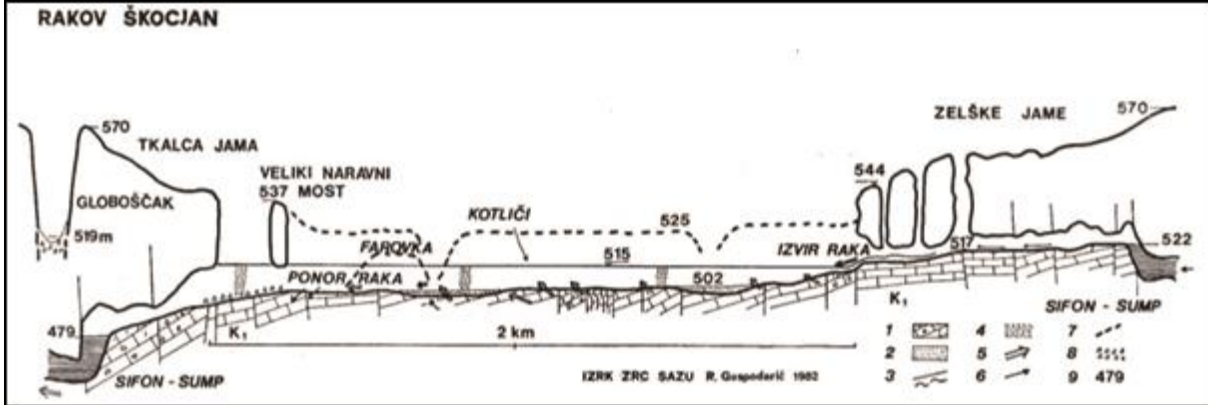 RAKOV ŠKOCJAN
570
TKALCA JAMA
ZELŠKE JAME
570
VELIKI NARAVNI
537 MOST
544
GLOBOŠČAK
519m
KOTLIČI
525
FAROVKA
515
IZVIR RAKA
517
522
PONOR RAKA
502
479
K₁
2 km
K₁
SIFON - SUMP
SIFON - SUMP
IZRK ZRC SAZU R. Gospodarič 1982
1 4 7
2 5 8
3 6 9 479